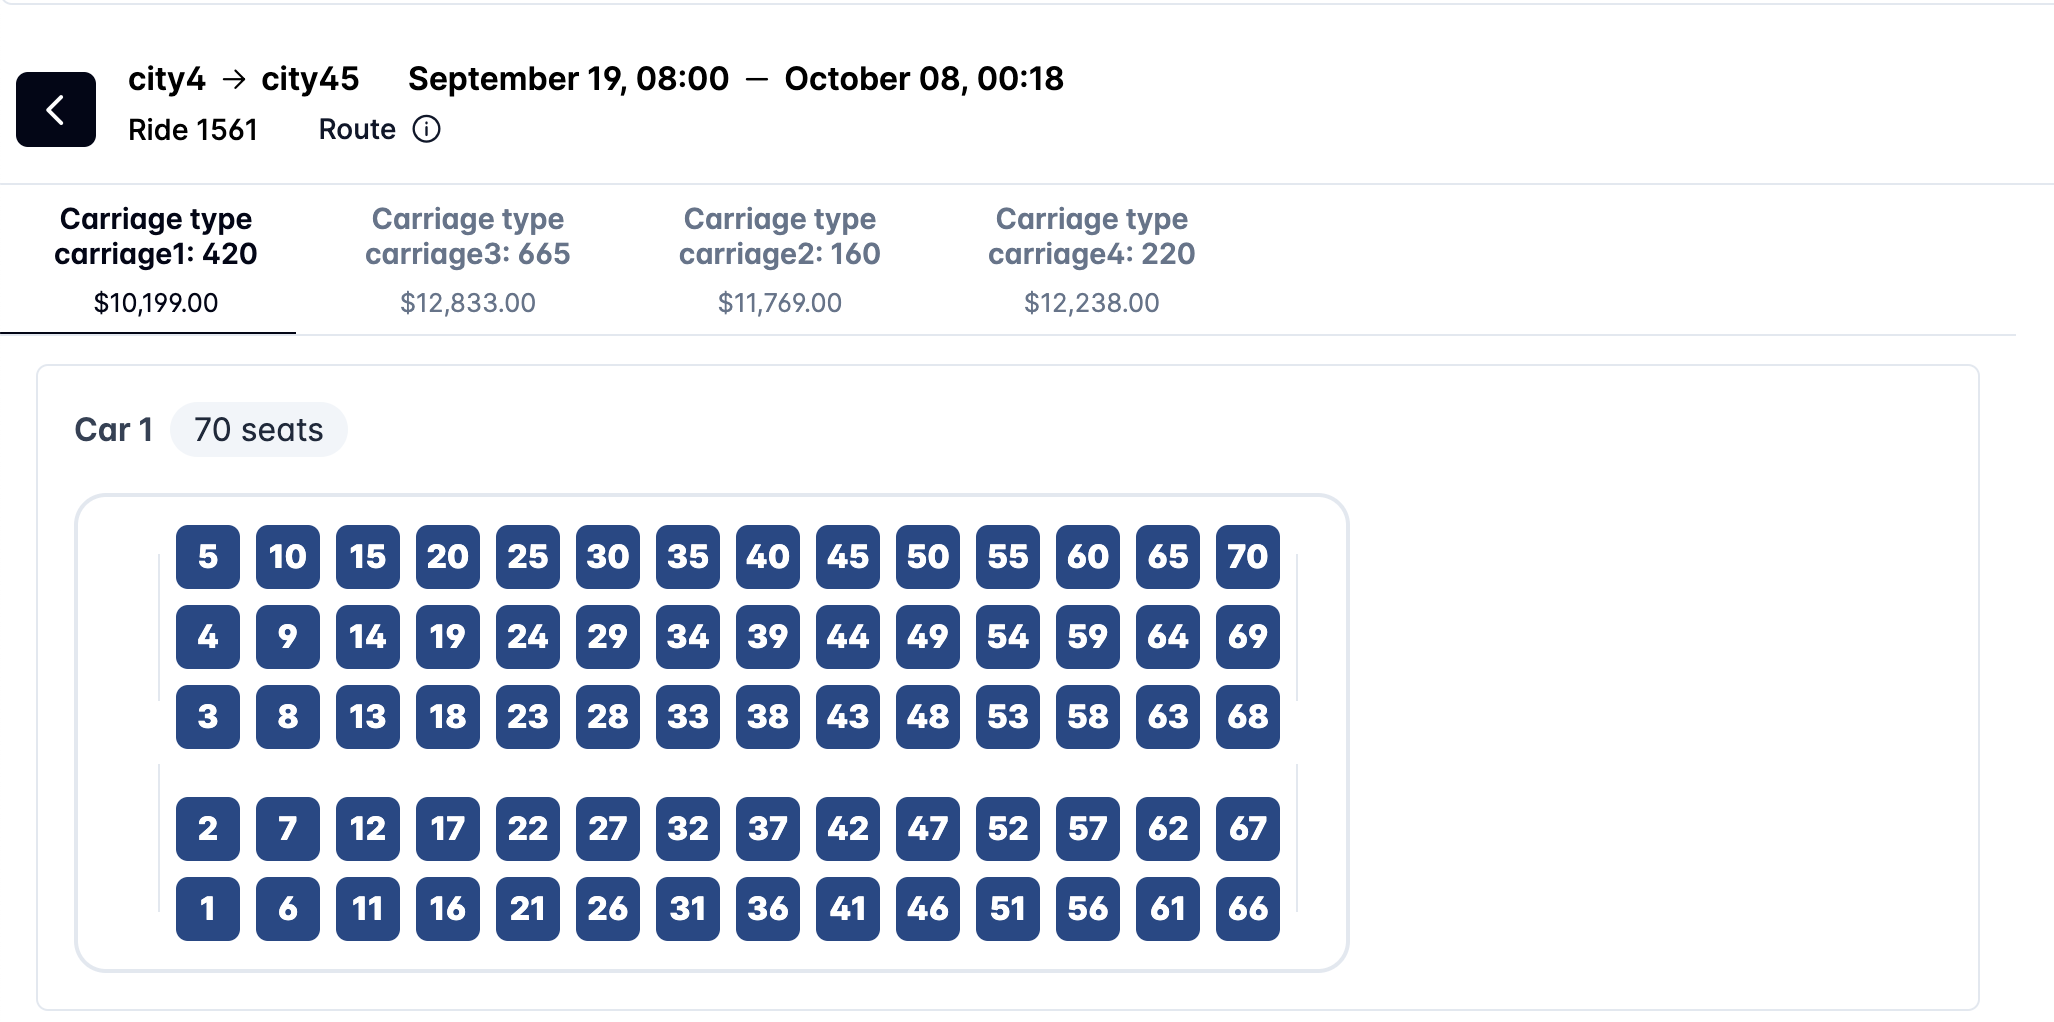 city4 → city45 September 19, 08:00 — October 08, 00:18
Ride 1561 Route
Carriage type carriage1: 420
$10,199.00
Carriage type carriage3: 665
$12,833.00
Carriage type carriage2: 160
$11,769.00
Carriage type carriage4: 220
$12,238.00
Car 1 70 seats
5 10 15 20 25 30 35 40 45 50 55 60 65 70
4 9 14 19 24 29 34 39 44 49 54 59 64 69
3 8 13 18 23 28 33 38 43 48 53 58 63 68
2 7 12 17 22 27 32 37 42 47 52 57 62 67
1 6 11 16 21 26 31 36 41 46 51 56 61 66